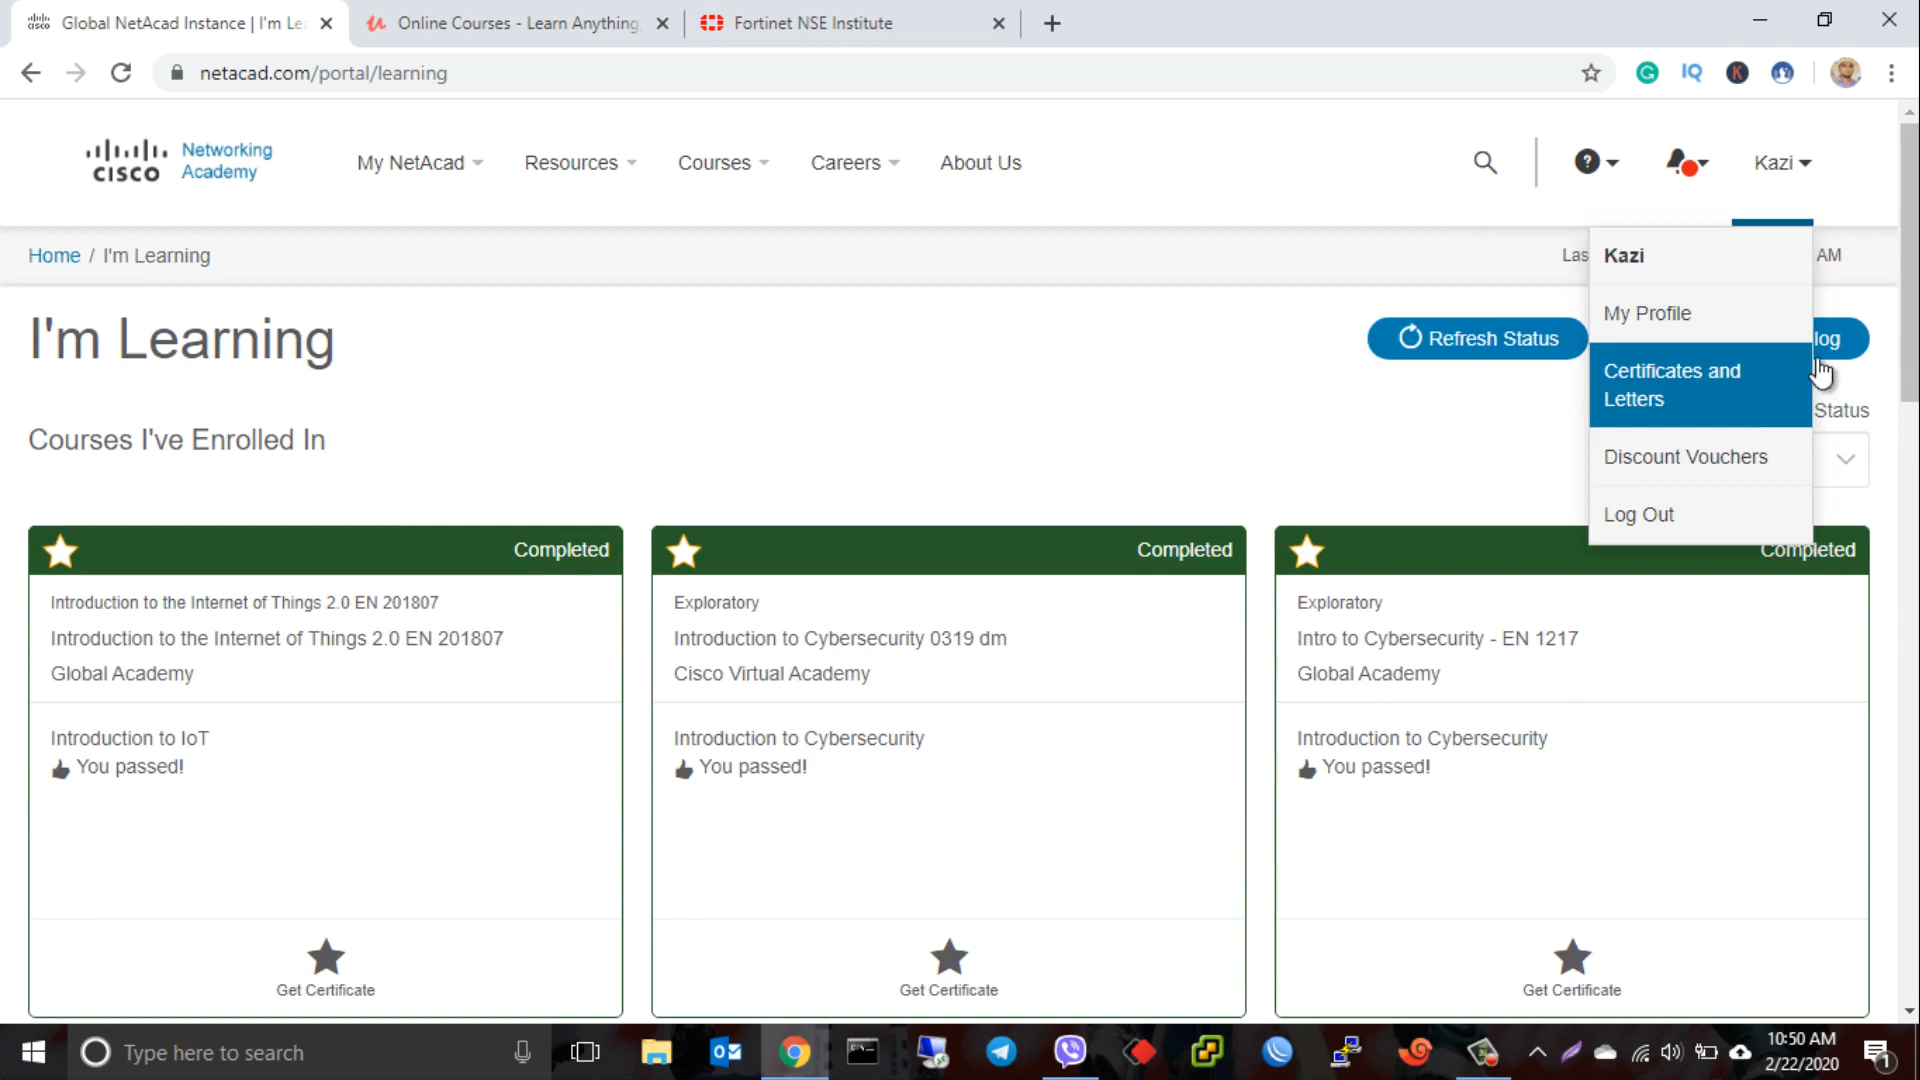 Global NetAcad Instance | I'm Lea
Online Courses - Learn Anything,
Fortinet NSE Institute
netacad.com/portal/learning
IQ
K
CISCO
Networking
Academy
My NetAcad
Resources
Courses
Careers
About Us
?
Kazi
Home / I'm Learning
Las
AM
Kazi
My Profile
Certificates and
Letters
Discount Vouchers
Log Out
I'm Learning
Refresh Status
log
Status
Courses I've Enrolled In
Completed
Introduction to the Internet of Things 2.0 EN 201807
Introduction to the Internet of Things 2.0 EN 201807
Global Academy
Introduction to IoT
You passed!
Get Certificate
Completed
Exploratory
Introduction to Cybersecurity 0319 dm
Cisco Virtual Academy
Introduction to Cybersecurity
You passed!
Get Certificate
Completed
Exploratory
Intro to Cybersecurity - EN 1217
Global Academy
Introduction to Cybersecurity
You passed!
Get Certificate
Type here to search
10:50 AM
2/22/2020
1